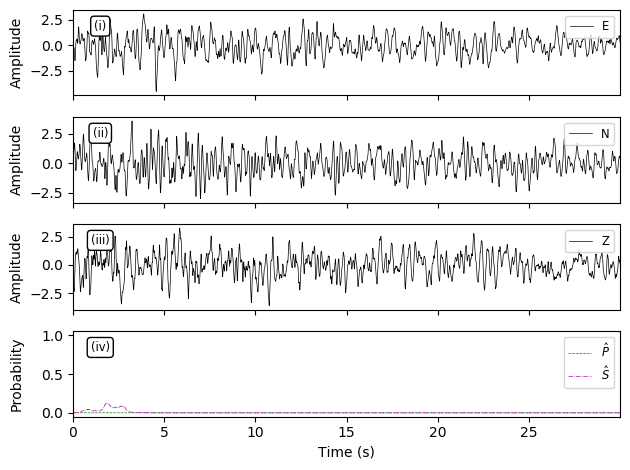 2.5
0.0
−2.5
Amplitude
(i)
E
2.5
0.0
−2.5
Amplitude
(ii)
N
2.5
0.0
−2.5
Amplitude
(iii)
Z
1.0
0.5
0.0
Probability
(iv)
P̂
Ŝ
0 5 10 15 20 25
Time (s)